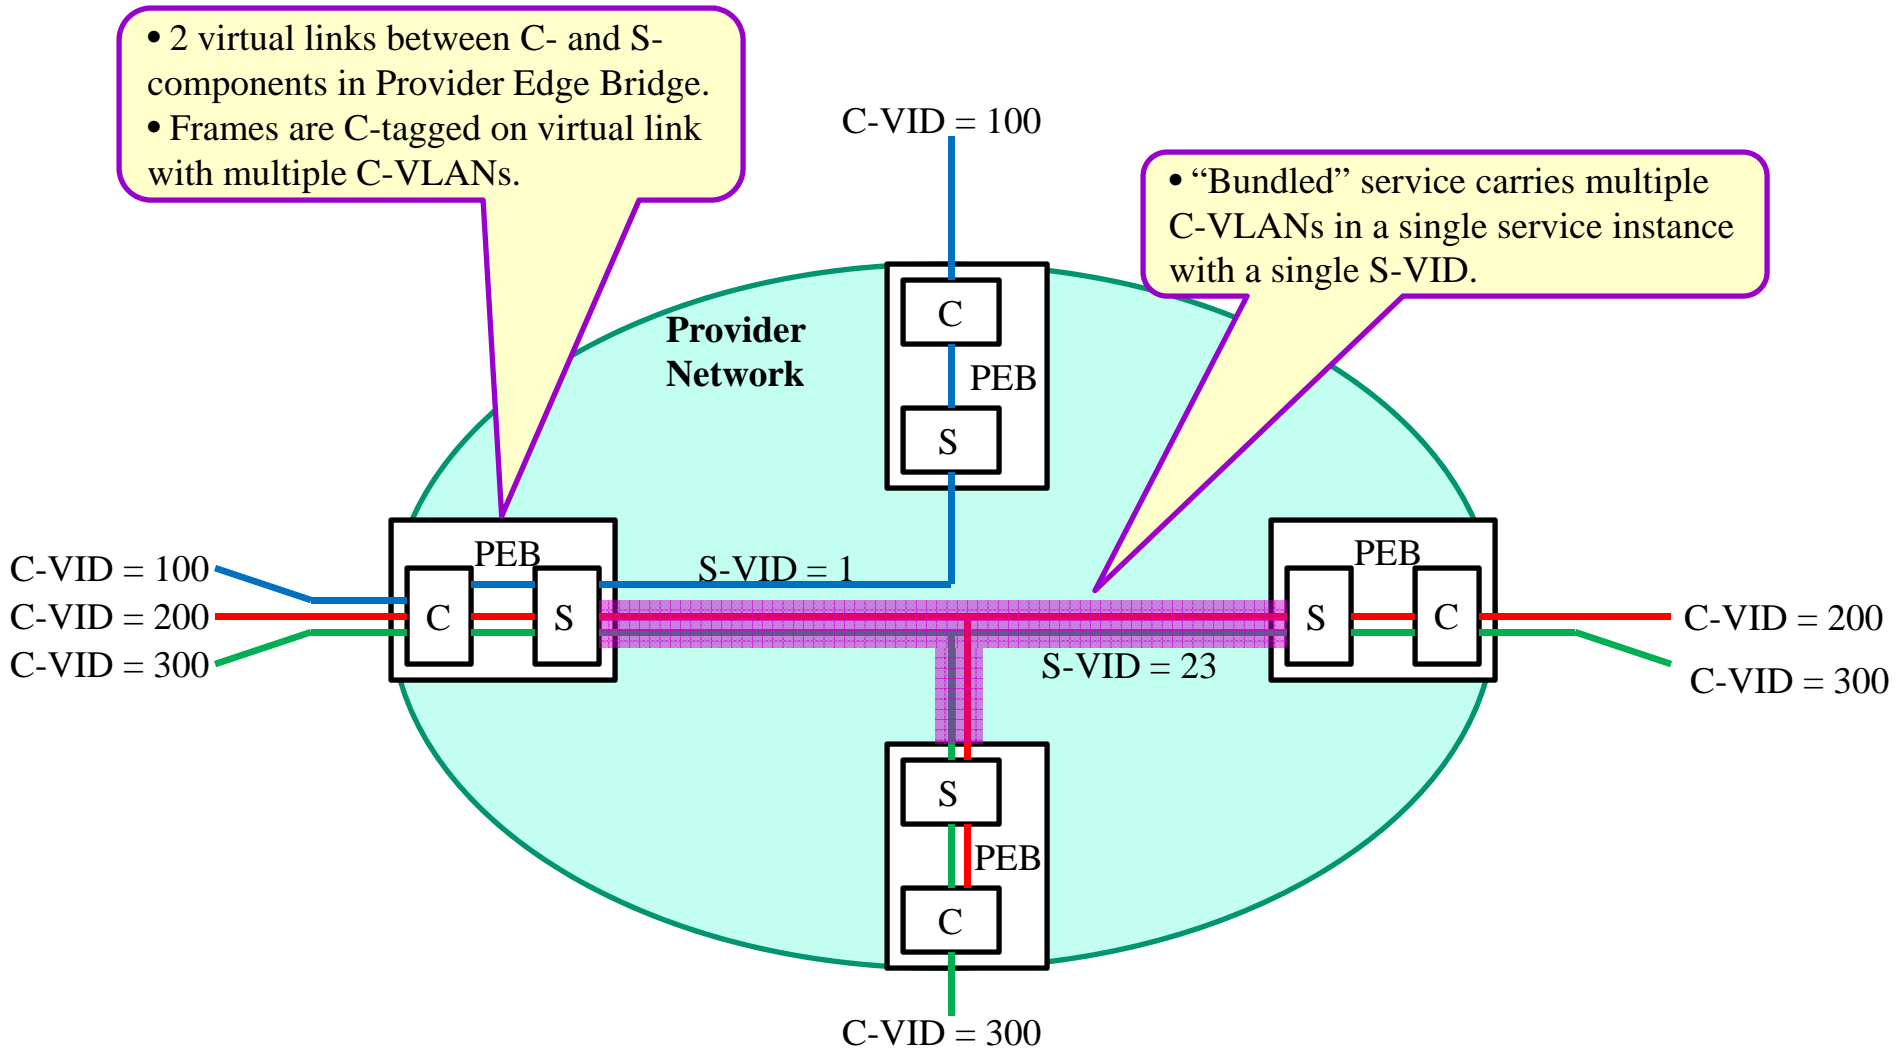 • 2 virtual links between C- and S-
components in Provider Edge Bridge.
• Frames are C-tagged on virtual link
with multiple C-VLANs.
C-VID = 100
• “Bundled” service carries multiple
C-VLANs in a single service instance
with a single S-VID.
Provider
Network
C
PEB
S
PEB
C-VID = 100
C-VID = 200
C-VID = 300
C
S
S-VID = 1
S-VID = 23
PEB
S
C
C-VID = 200
C-VID = 300
S
PEB
C
C-VID = 300